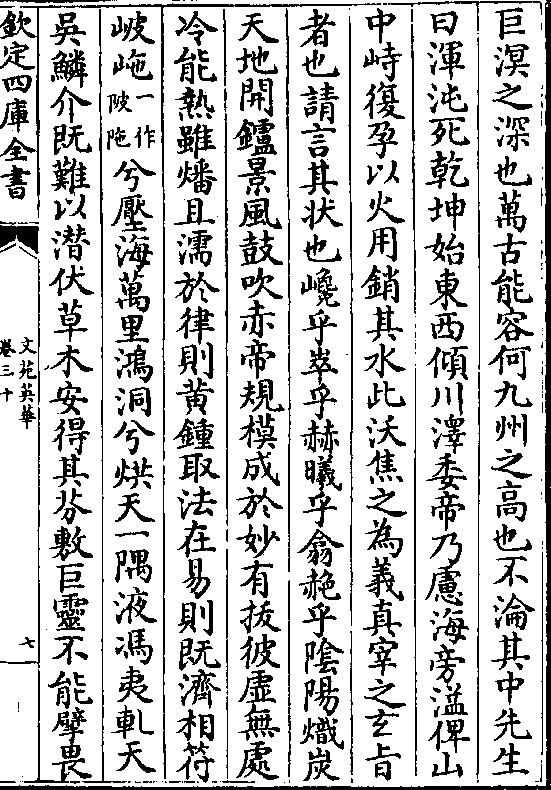 巨溟之深也萬古能容何九州之高也不淪其中先生
曰渾沌死乾坤始東西傾川澤委帝乃慮海旁溢俾山
中峙復孕以火用銷其水此沃焦之為義真宰之玄旨
者也請言其狀也巉乎崒乎赫曦乎翕赩乎陰陽熾炭
天地開鑪景風鼓吹赤帝規模成於妙有拔彼虛無處
冷能熱雖燔且濡於律則黄鍾取法在易則既濟相符
岥崺一作陂陁兮壓海萬里鴻洞兮烘天一隅液馮夷軋天
吳鱗介既難以潛伏草木安得其芬敷巨靈不能擘畏
欽定四庫全書
文苑英華
卷三十
七